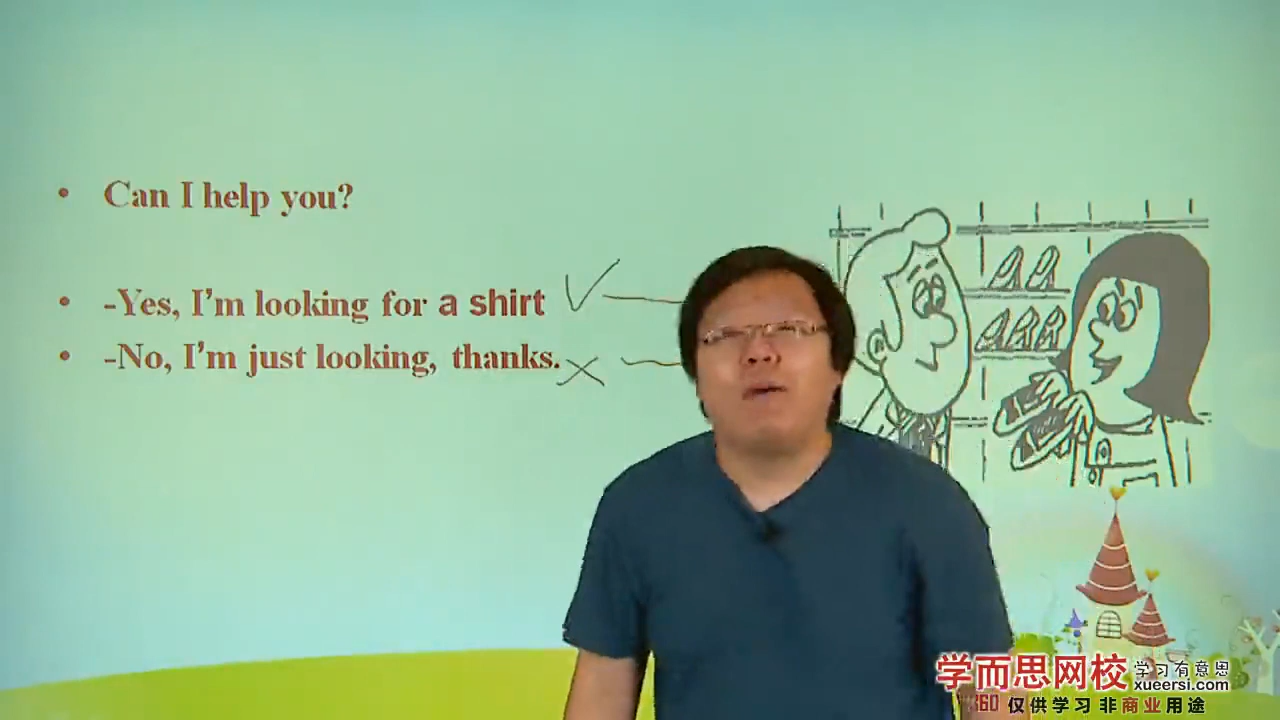 • Can I help you?
• -Yes, I'm looking for a shirt
• -No, I'm just looking, thanks.
学而思网校 学习有意思
xueersi.com
360 仅供学习 非商业用途